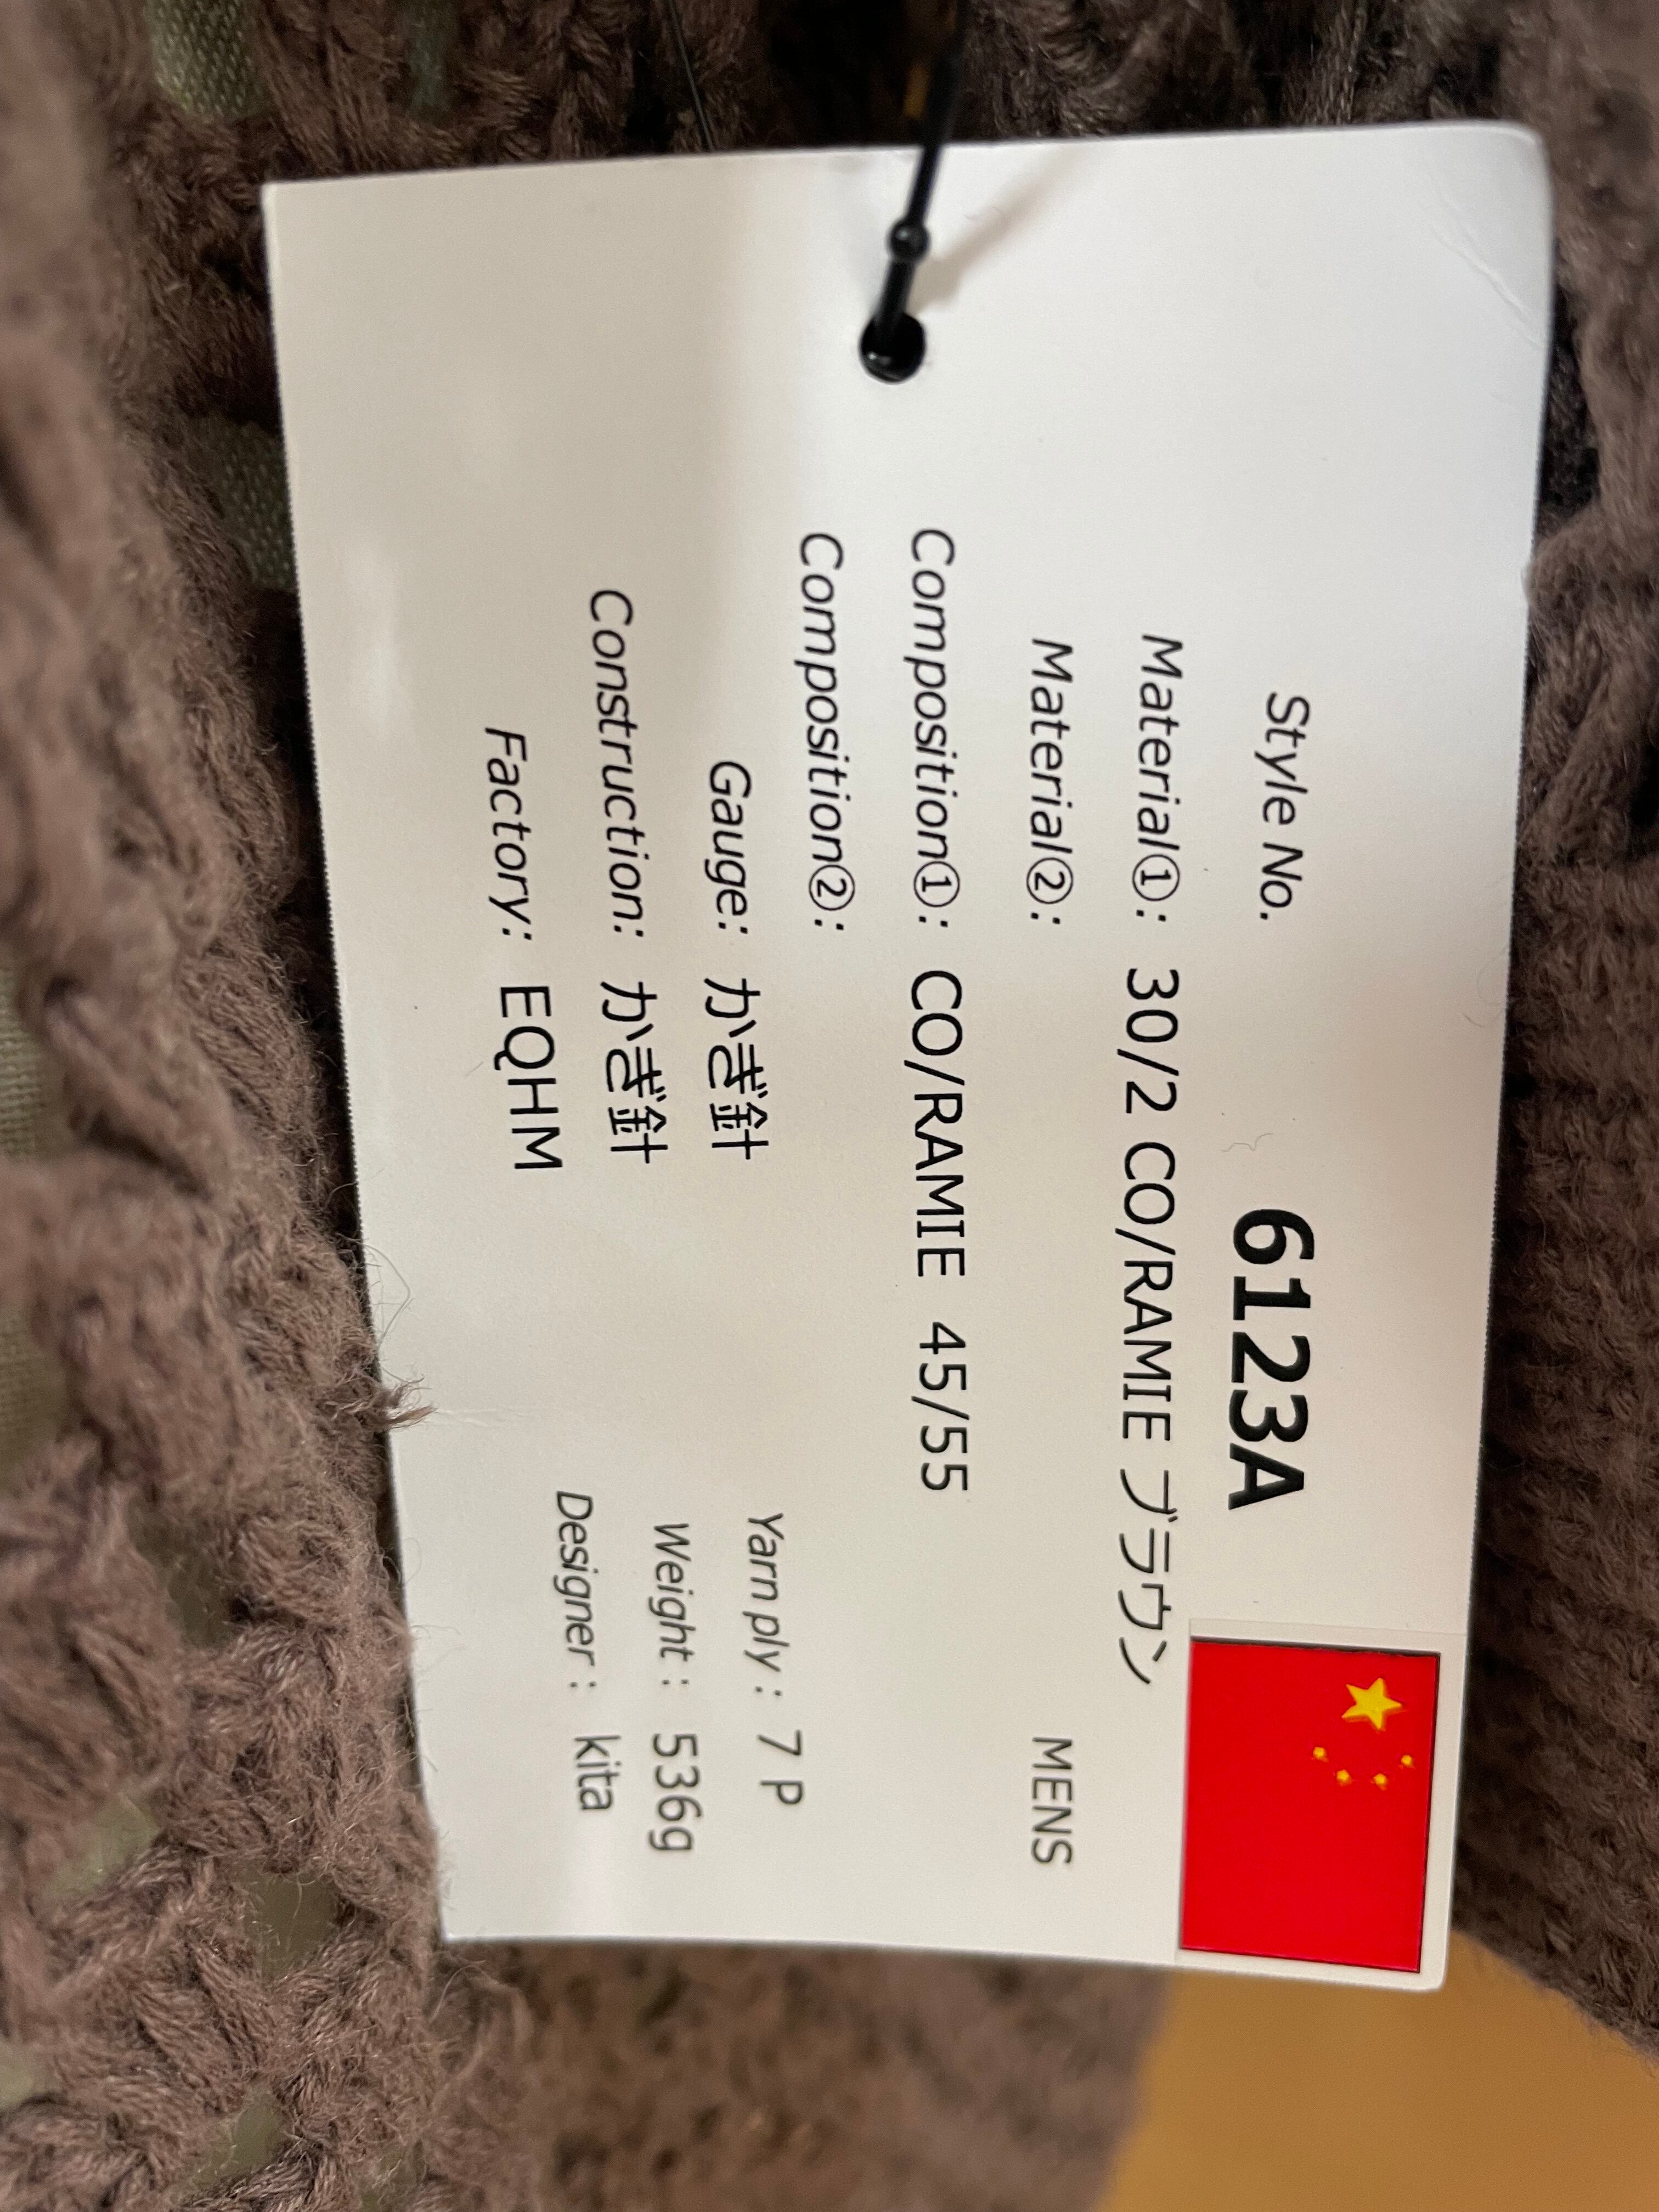 Style No. 6123A
Material①: 30/2 CO/RAMIE ブラウン
Material②: MENS
Composition①: CO/RAMIE 45/55
Composition②:
Gauge: かぎ針 Yarn ply : 7 P
Construction: かぎ針 Weight : 536g
Factory: EQHM Designer : kita